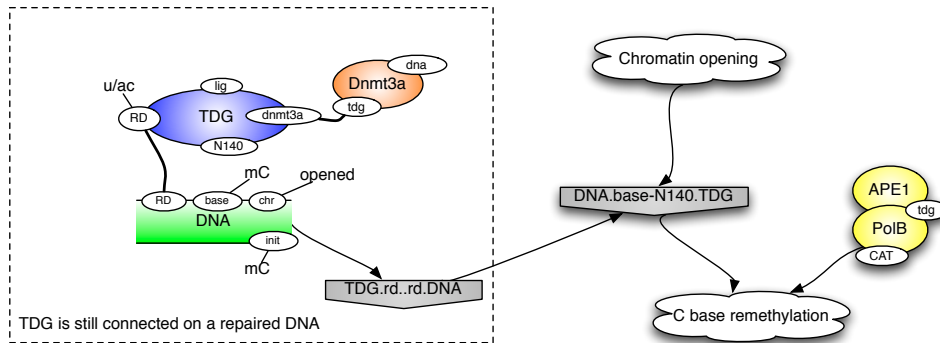 u/ac
RD
lig
TDG
dnmt3a
N140
Dnmt3a
dna
tdg
RD
base
chr
mC
opened
DNA
init
mC
TDG.rd..rd.DNA
TDG is still connected on a repaired DNA
Chromatin opening
DNA.base-N140.TDG
APE1
tdg
PolB
CAT
C base remethylation